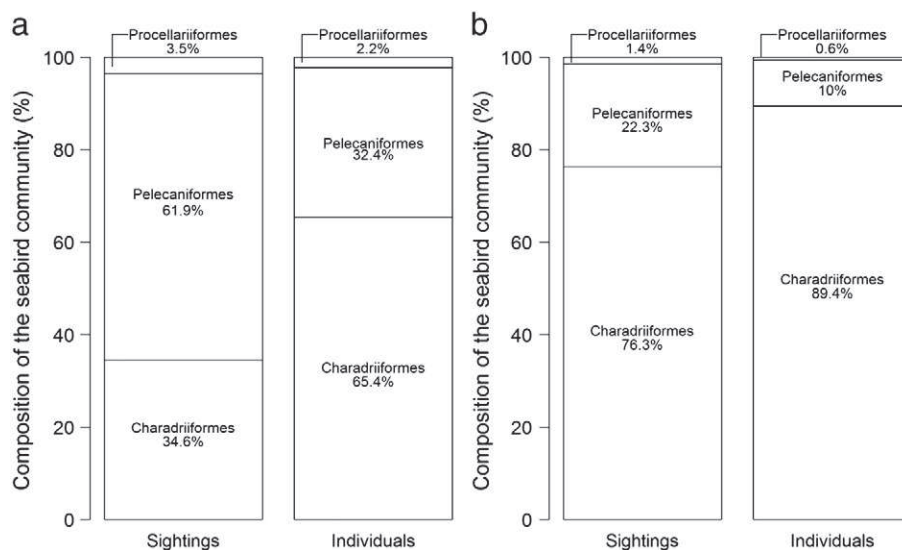 a
Composition of the seabird community (%)
100
80
60
40
20
0
Procellariiformes
3.5%
Pelecaniformes
61.9%
Charadriiformes
34.6%
Sightings
Procellariiformes
2.2%
Pelecaniformes
32.4%
Charadriiformes
65.4%
Individuals
b
Composition of the seabird community (%)
100
80
60
40
20
0
Procellariiformes
1.4%
Pelecaniformes
22.3%
Charadriiformes
76.3%
Sightings
Procellariiformes
0.6%
Pelecaniformes
10%
Charadriiformes
89.4%
Individuals